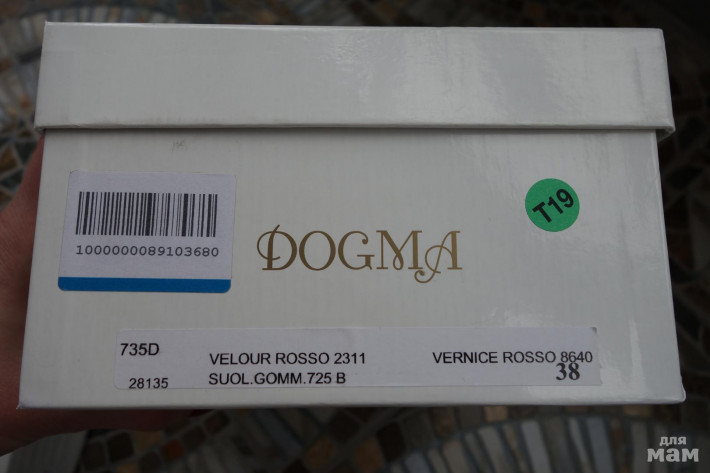 1000000089103680
DOGMA
T19
735D VELOUR ROSSO 2311 VERNICE ROSSO 8640
28135 SUOL.GOMM.725 B 38
для
мам